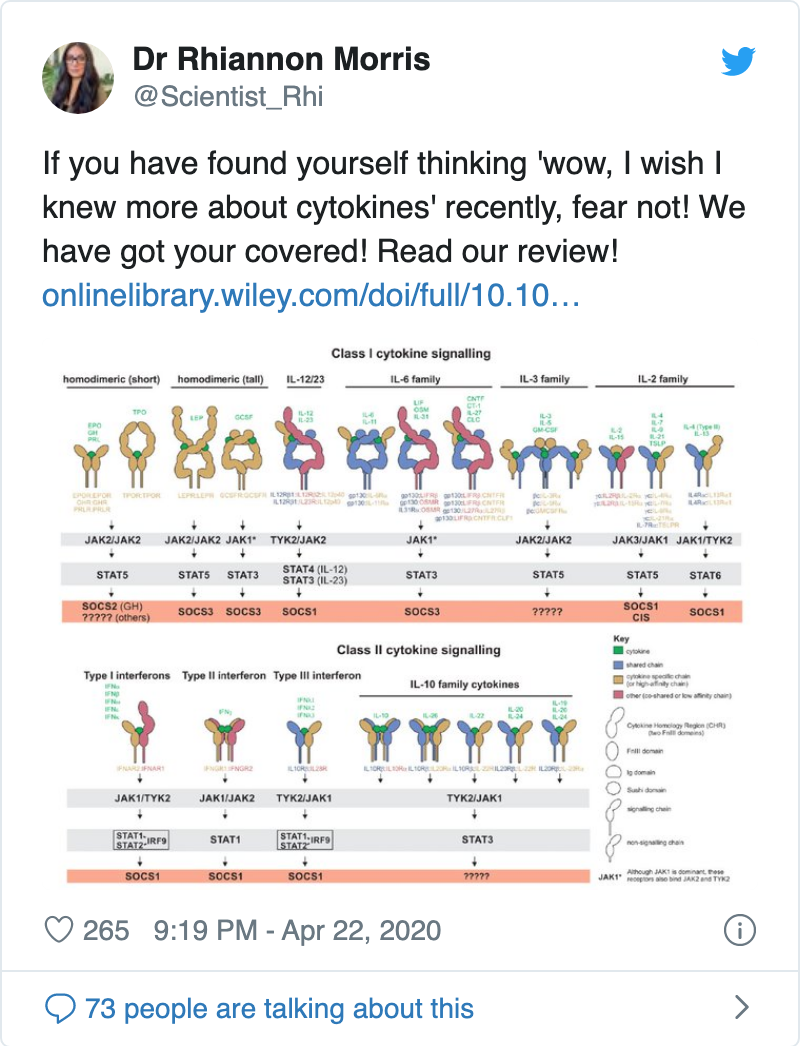 Dr Rhiannon Morris
@Scientist_Rhi
If you have found yourself thinking 'wow, I wish I
knew more about cytokines' recently, fear not! We
have got your covered! Read our review!
onlinelibrary.wiley.com/doi/full/10.10…
Class I cytokine signalling
homodimeric (short) homodimeric (tall) IL-12/23 IL-6 family IL-3 family IL-2 family
EPO
GH
PRL
TPO
LEP
GCSF
IL-12
IL-23
IL-6
IL-11
LIF
OSM
IL-31
CNTF
CT-1
IL-27
CLC
IL-3
IL-5
GM-CSF
IL-2
IL-15
IL-4
IL-7
IL-9
IL-21
TSLP
IL-4 (Type II)
IL-13
EPOR:EPOR
GHR:GHR
PRLR:PRLR
TPOR:TPOR
LEPR:LEPR
GCSFR:GCSFR
JAK2/JAK2 JAK2/JAK2 JAK1* TYK2/JAK2 JAK1* JAK2/JAK2 JAK3/JAK1 JAK1/TYK2
STAT5 STAT5 STAT3 STAT4 (IL-12)
STAT3 (IL-23)
STAT3 STAT5 STAT5 STAT6
SOCS2 (GH)
????? (others)
SOCS3 SOCS3 SOCS1 SOCS3 ????? SOCS1
CIS
SOCS1
Class II cytokine signalling
Type I interferons Type II interferon Type III interferon
IL-10 family cytokines
IL-10
IL-26
IL-22
IL-20
IL-24
IL-19
IL-20
IL-24
IFNAR2:IFNAR1
IFNGR1:IFNGR2
JAK1/TYK2 JAK1/JAK2 TYK2/JAK1 TYK2/JAK1
STAT1-
STAT2-
IRF9
STAT1
STAT1-
STAT2-
IRF9
STAT3
SOCS1 SOCS1 SOCS1 ?????
Key
cytokine
shared chain
cytokine specific chain
(or high-affinity chain)
other (co-shared or low affinity chain)
Cytokine Homology Region (CHR)
(two FnIII domains)
FnIII domain
Ig domain
Sushi domain
signalling chain
non-signalling chain
JAK1* Although JAK1 is dominant, these
receptors also bind JAK2 and TYK2
265 9:19 PM - Apr 22, 2020
73 people are talking about this